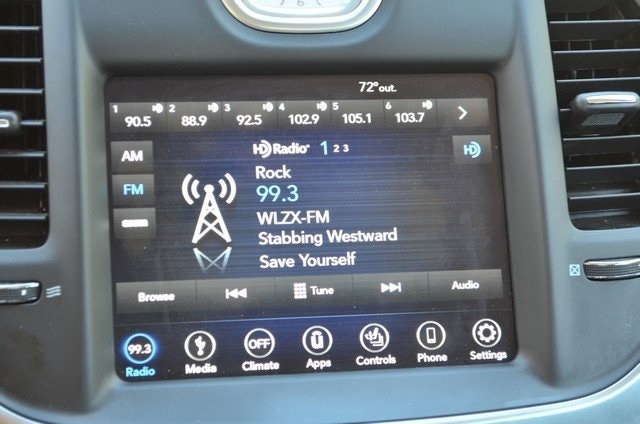 72° out.
1 2 3 4 5 6
90.5 88.9 92.5 102.9 105.1 103.7
AM
HD Radio 1 2 3
HD
Rock
FM
99.3
WLZX-FM
Stabbing Westward
Save Yourself
Browse Tune Audio
99.3 OFF
Radio Media Climate Apps Controls Phone Settings